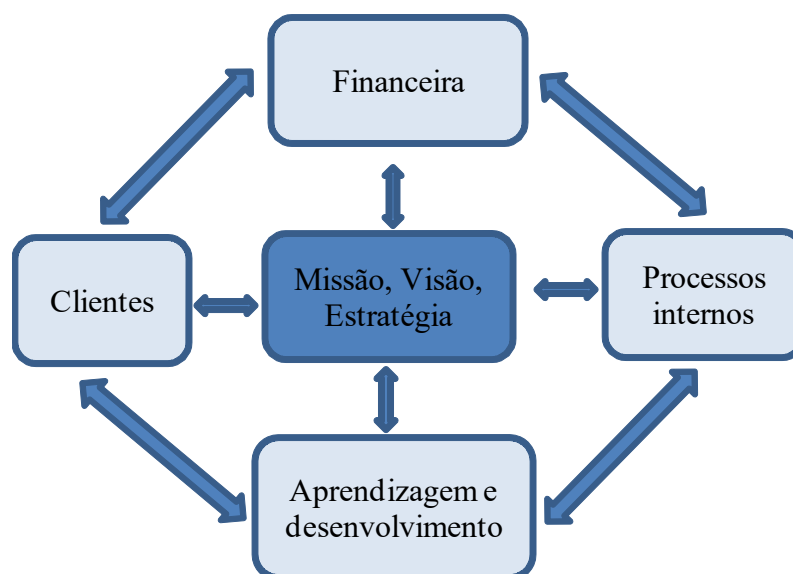 Financeira
Clientes
Missão, Visão,
Estratégia
Processos
internos
Aprendizagem e
desenvolvimento